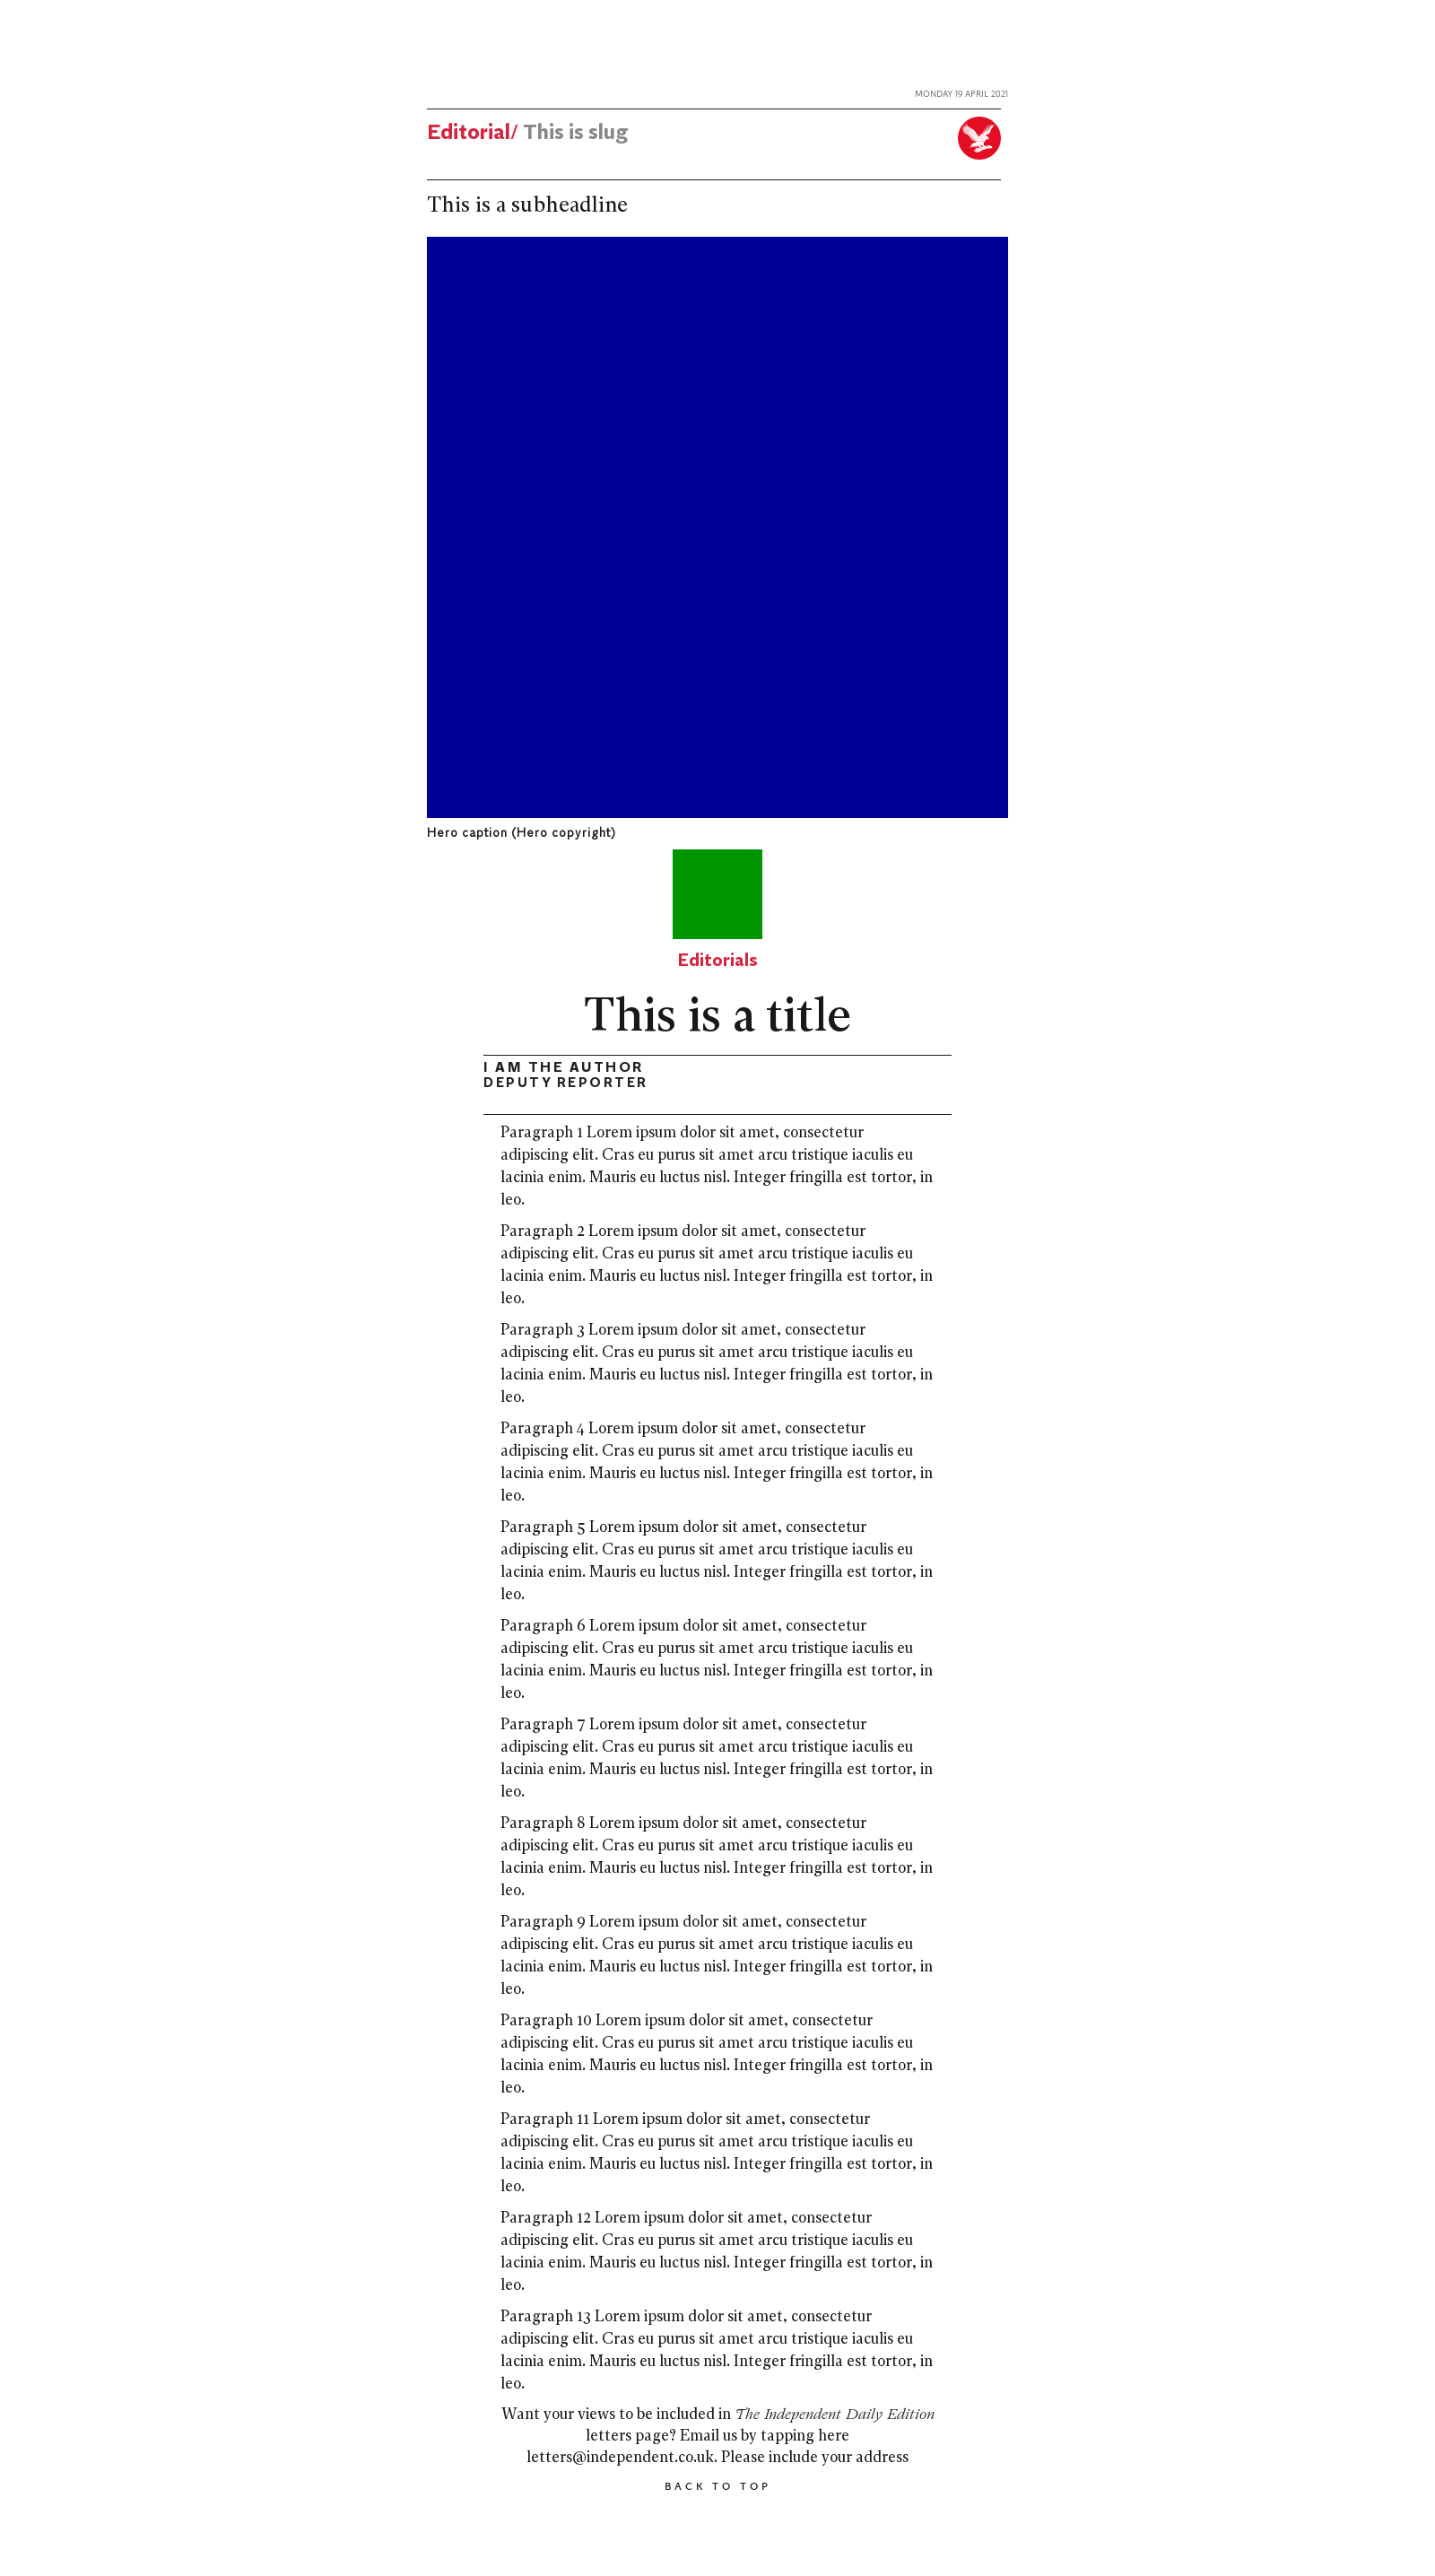 MONDAY 19 APRIL 2021
Editorial/ This is slug
This is a subheadline
Hero caption (Hero copyright)
Editorials
This is a title
I AM THE AUTHOR
DEPUTY REPORTER
Paragraph 1 Lorem ipsum dolor sit amet, consectetur
adipiscing elit. Cras eu purus sit amet arcu tristique iaculis eu
lacinia enim. Mauris eu luctus nisl. Integer fringilla est tortor, in
leo.
Paragraph 2 Lorem ipsum dolor sit amet, consectetur
adipiscing elit. Cras eu purus sit amet arcu tristique iaculis eu
lacinia enim. Mauris eu luctus nisl. Integer fringilla est tortor, in
leo.
Paragraph 3 Lorem ipsum dolor sit amet, consectetur
adipiscing elit. Cras eu purus sit amet arcu tristique iaculis eu
lacinia enim. Mauris eu luctus nisl. Integer fringilla est tortor, in
leo.
Paragraph 4 Lorem ipsum dolor sit amet, consectetur
adipiscing elit. Cras eu purus sit amet arcu tristique iaculis eu
lacinia enim. Mauris eu luctus nisl. Integer fringilla est tortor, in
leo.
Paragraph 5 Lorem ipsum dolor sit amet, consectetur
adipiscing elit. Cras eu purus sit amet arcu tristique iaculis eu
lacinia enim. Mauris eu luctus nisl. Integer fringilla est tortor, in
leo.
Paragraph 6 Lorem ipsum dolor sit amet, consectetur
adipiscing elit. Cras eu purus sit amet arcu tristique iaculis eu
lacinia enim. Mauris eu luctus nisl. Integer fringilla est tortor, in
leo.
Paragraph 7 Lorem ipsum dolor sit amet, consectetur
adipiscing elit. Cras eu purus sit amet arcu tristique iaculis eu
lacinia enim. Mauris eu luctus nisl. Integer fringilla est tortor, in
leo.
Paragraph 8 Lorem ipsum dolor sit amet, consectetur
adipiscing elit. Cras eu purus sit amet arcu tristique iaculis eu
lacinia enim. Mauris eu luctus nisl. Integer fringilla est tortor, in
leo.
Paragraph 9 Lorem ipsum dolor sit amet, consectetur
adipiscing elit. Cras eu purus sit amet arcu tristique iaculis eu
lacinia enim. Mauris eu luctus nisl. Integer fringilla est tortor, in
leo.
Paragraph 10 Lorem ipsum dolor sit amet, consectetur
adipiscing elit. Cras eu purus sit amet arcu tristique iaculis eu
lacinia enim. Mauris eu luctus nisl. Integer fringilla est tortor, in
leo.
Paragraph 11 Lorem ipsum dolor sit amet, consectetur
adipiscing elit. Cras eu purus sit amet arcu tristique iaculis eu
lacinia enim. Mauris eu luctus nisl. Integer fringilla est tortor, in
leo.
Paragraph 12 Lorem ipsum dolor sit amet, consectetur
adipiscing elit. Cras eu purus sit amet arcu tristique iaculis eu
lacinia enim. Mauris eu luctus nisl. Integer fringilla est tortor, in
leo.
Paragraph 13 Lorem ipsum dolor sit amet, consectetur
adipiscing elit. Cras eu purus sit amet arcu tristique iaculis eu
lacinia enim. Mauris eu luctus nisl. Integer fringilla est tortor, in
leo.
Want your views to be included in The Independent Daily Edition
letters page? Email us by tapping here
letters@independent.co.uk. Please include your address
BACK TO TOP